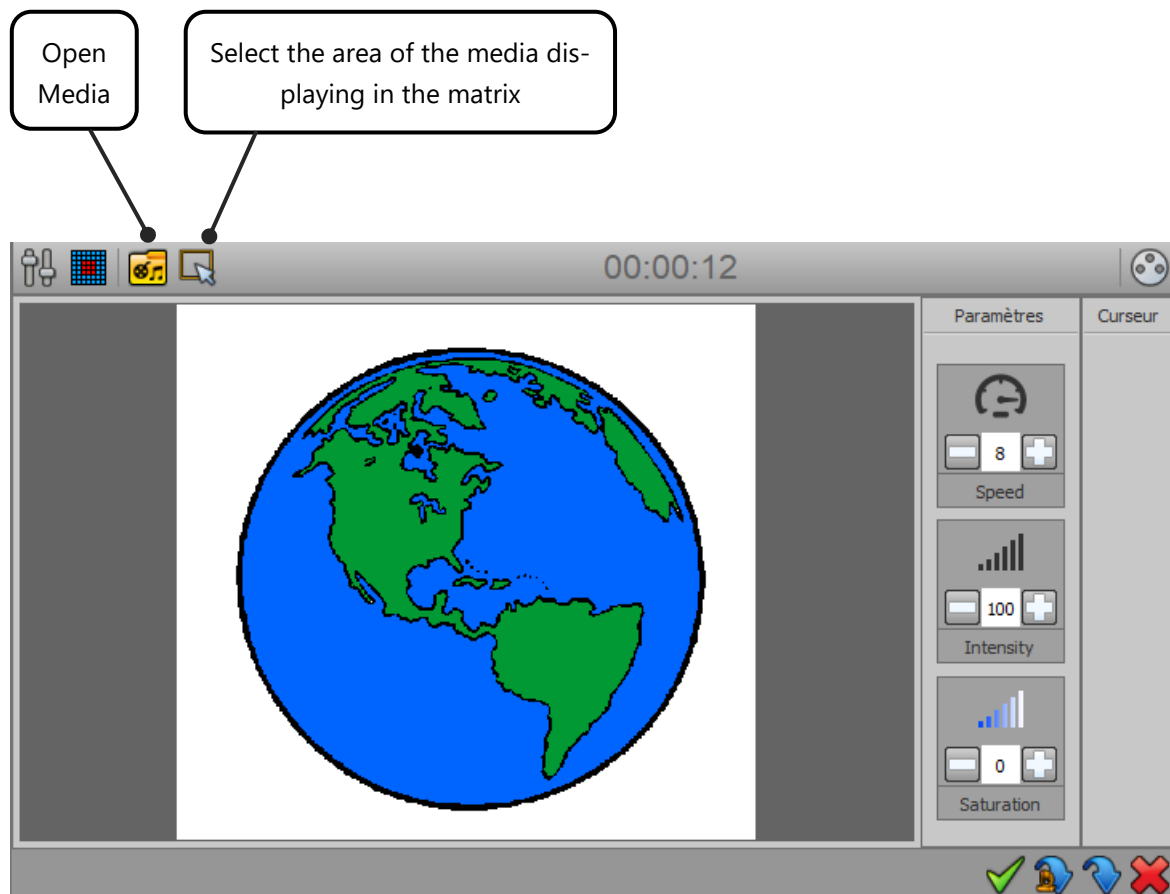 Open
Media
Select the area of the media dis-
playing in the matrix
00:00:12
Paramètres
Curseur
8
Speed
100
Intensity
0
Saturation